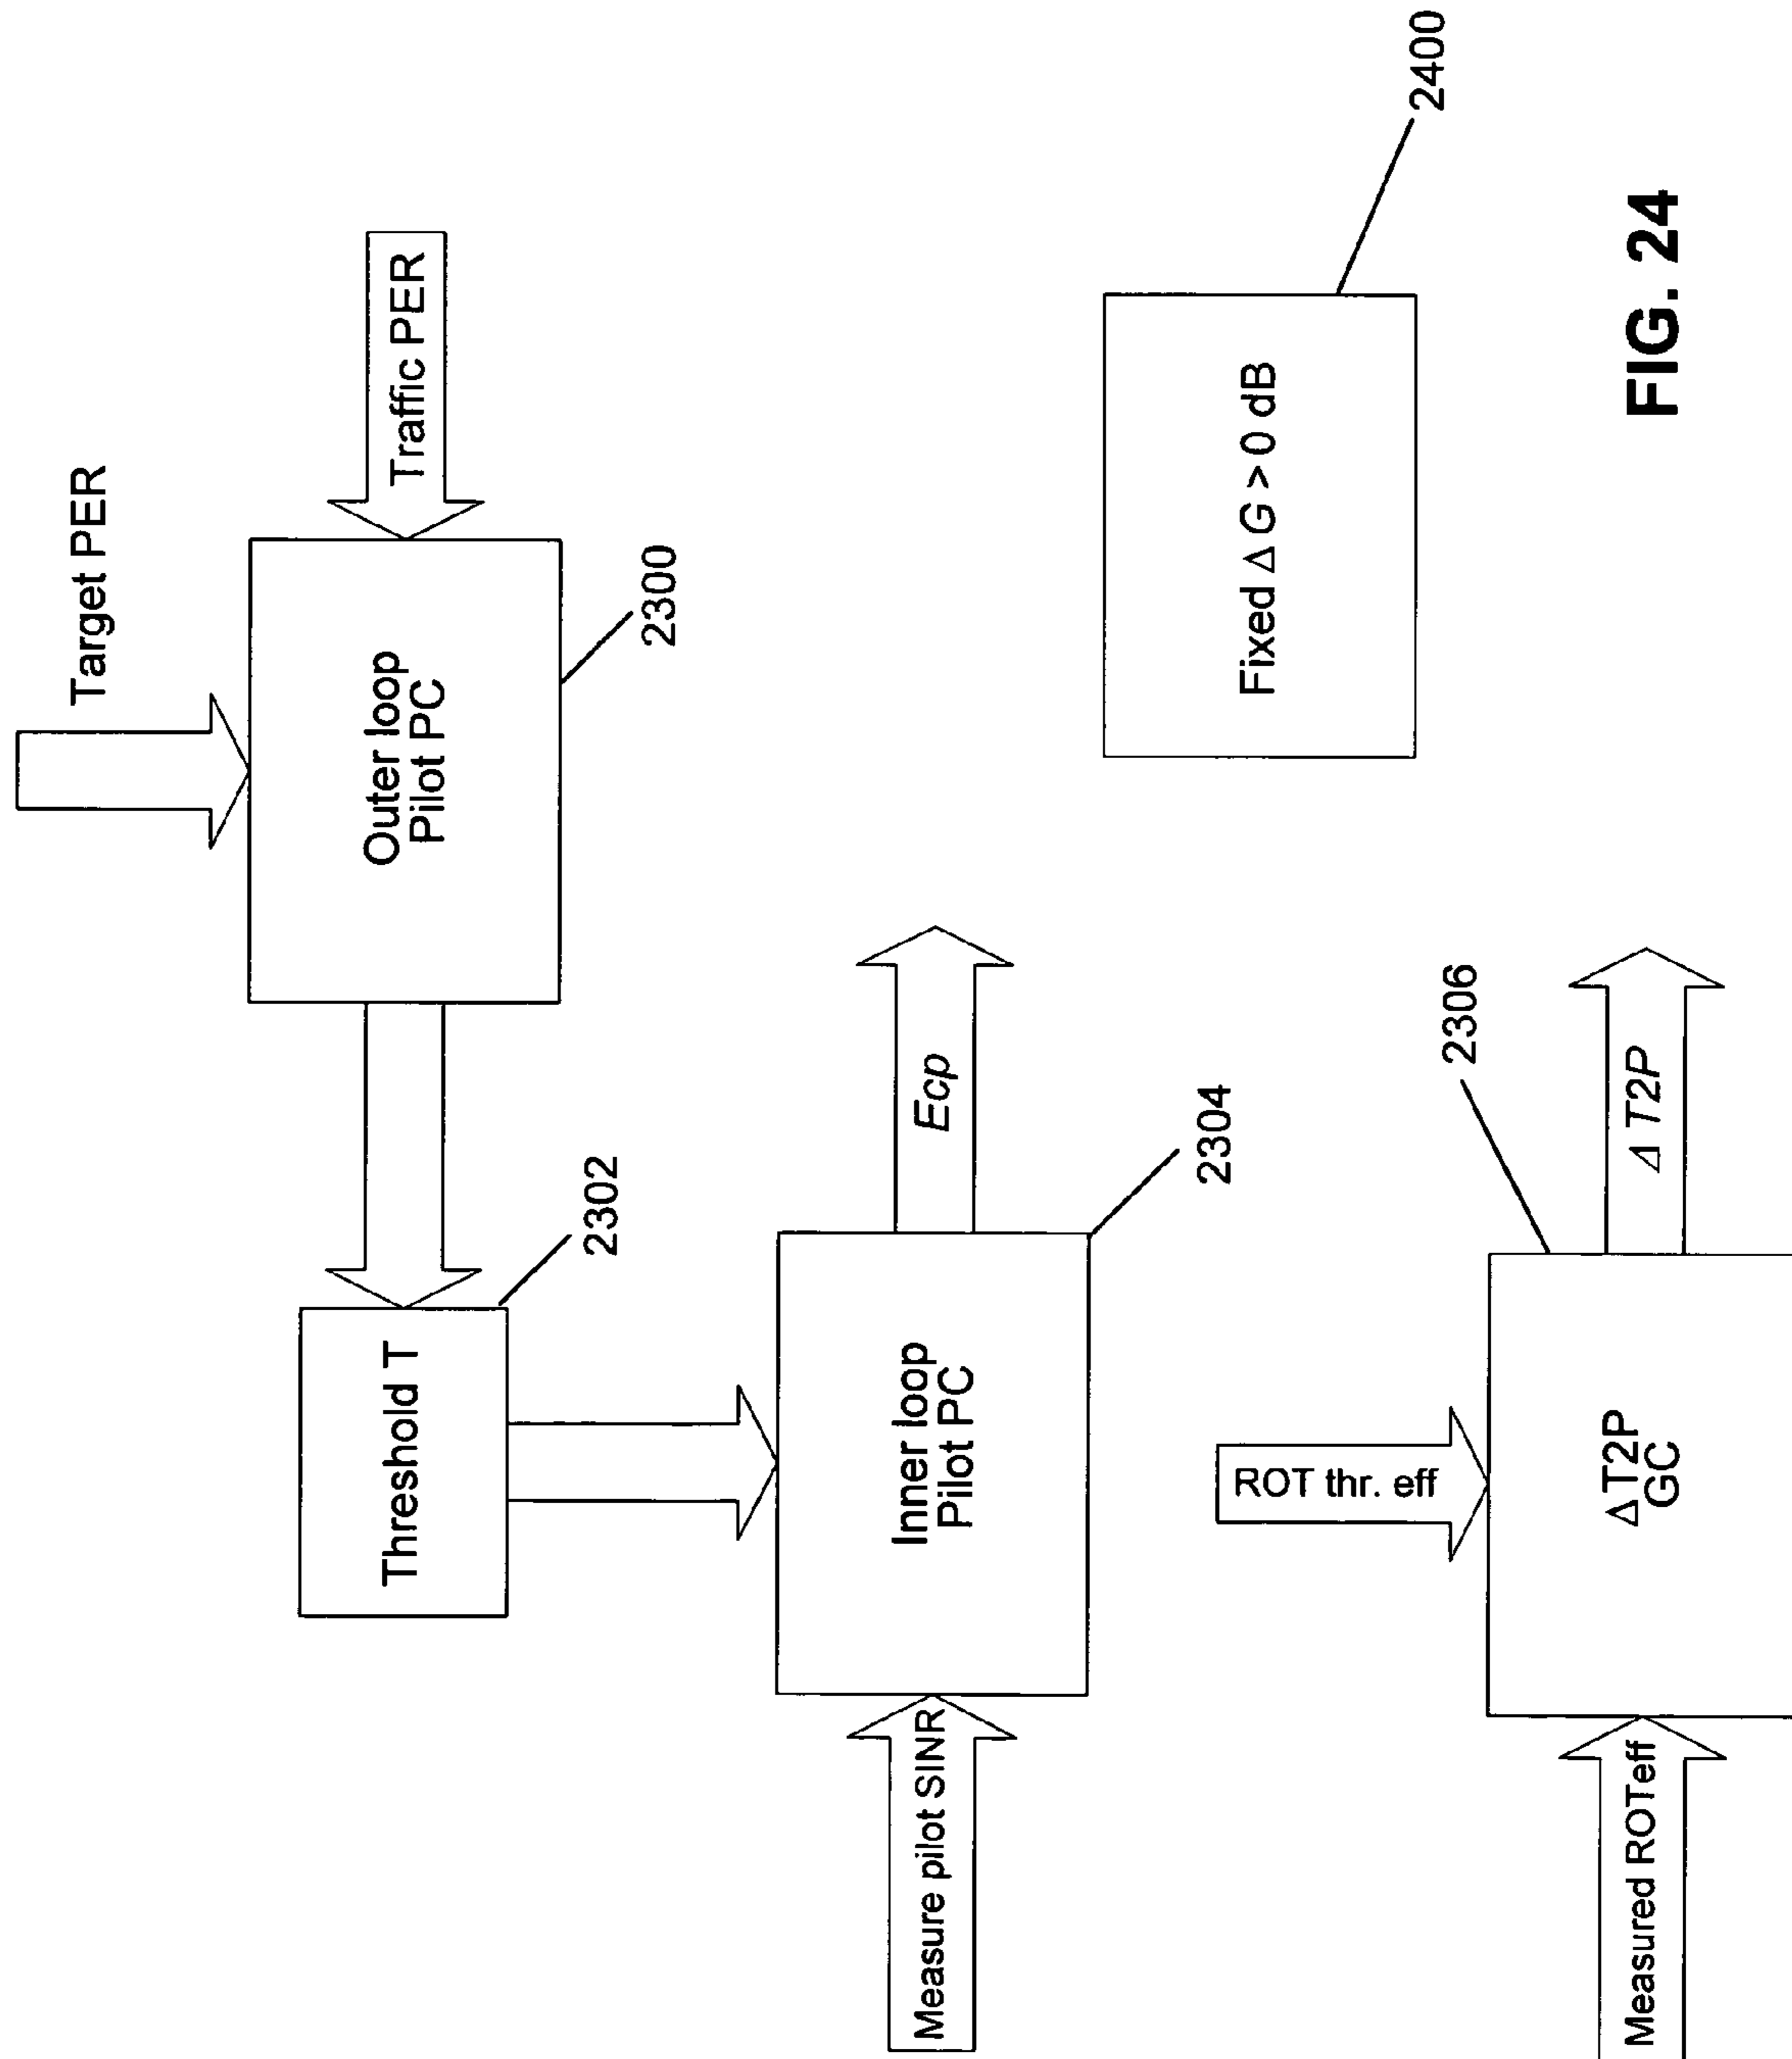 Target PER
Outer loop
Pilot PC
Traffic PER
2300
Threshold T
2302
Measure pilot SINR
Inner loop
Pilot PC
Ecp
2304
ROT thr. eff
Measured ROTeff
ΔT2P
GC
Δ T2P
2306
Fixed Δ G > 0 dB
2400
FIG. 24